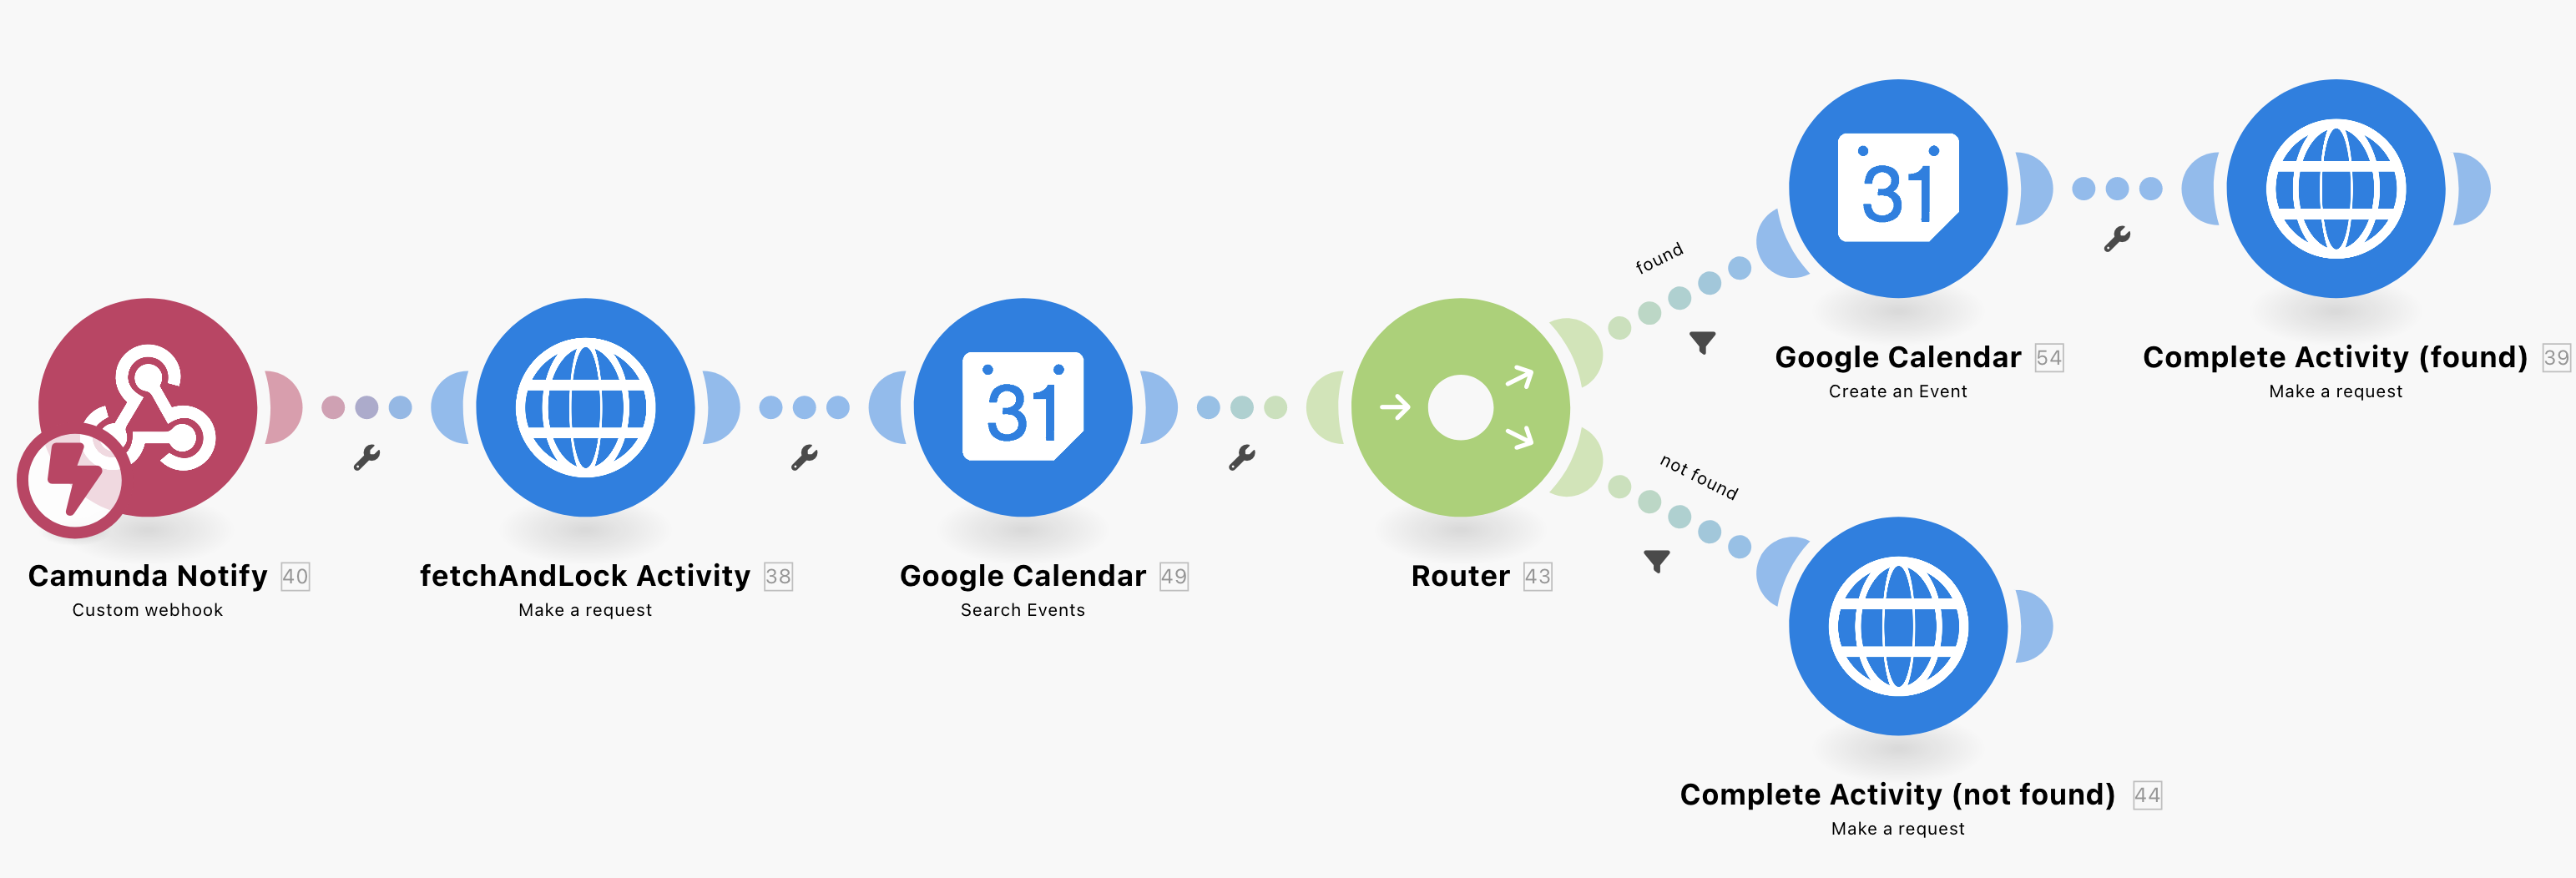 Camunda Notify 40
Custom webhook
fetchAndLock Activity 38
Make a request
31
Google Calendar 49
Search Events
Router 43
found
31
Google Calendar 54
Create an Event
Complete Activity (found) 39
Make a request
not found
Complete Activity (not found) 44
Make a request